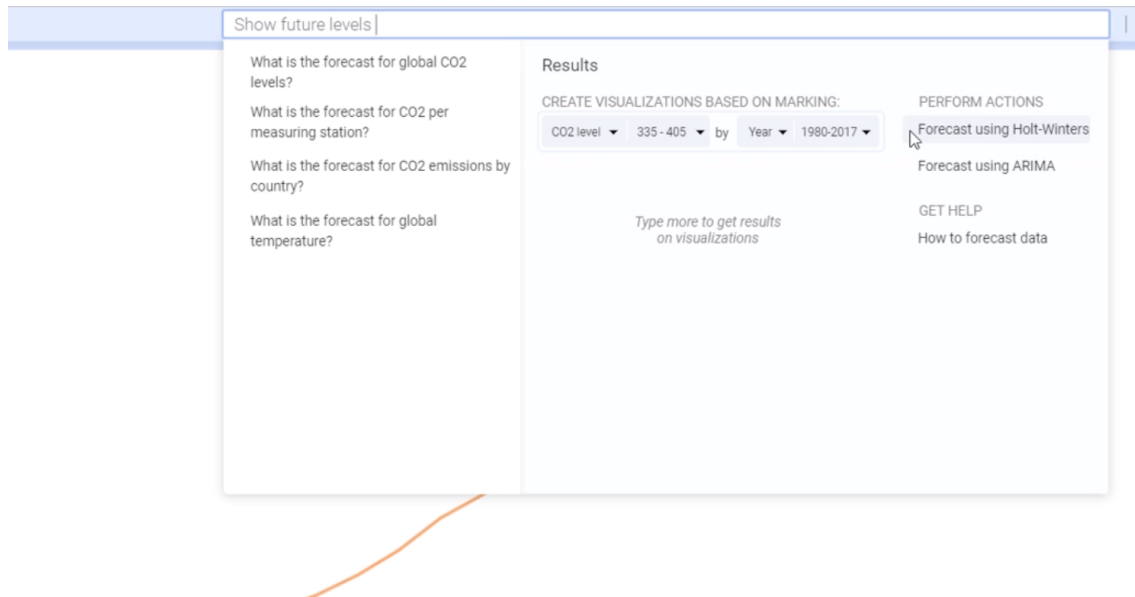 Show future levels
What is the forecast for global CO2
levels?
What is the forecast for CO2 per
measuring station?
What is the forecast for CO2 emissions by
country?
What is the forecast for global
temperature?
Results
CREATE VISUALIZATIONS BASED ON MARKING:
CO2 level 335 - 405 by Year 1980-2017
Type more to get results
on visualizations
PERFORM ACTIONS
Forecast using Holt-Winters
Forecast using ARIMA
GET HELP
How to forecast data